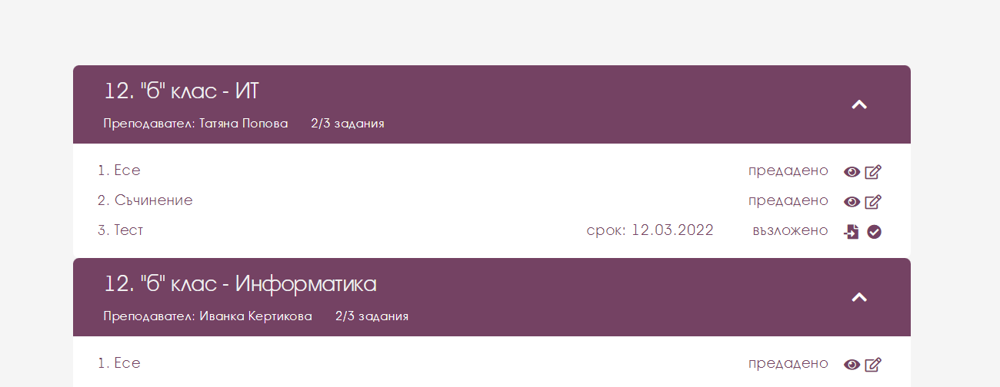 12. "б" клас - ИТ
Преподавател: Татяна Попова 2/3 задания
1. Есе предадено
2. Съчинение предадено
3. Тест срок: 12.03.2022 възложено
12. "б" клас - Информатика
Преподавател: Иванка Кертикова 2/3 задания
1. Есе предадено